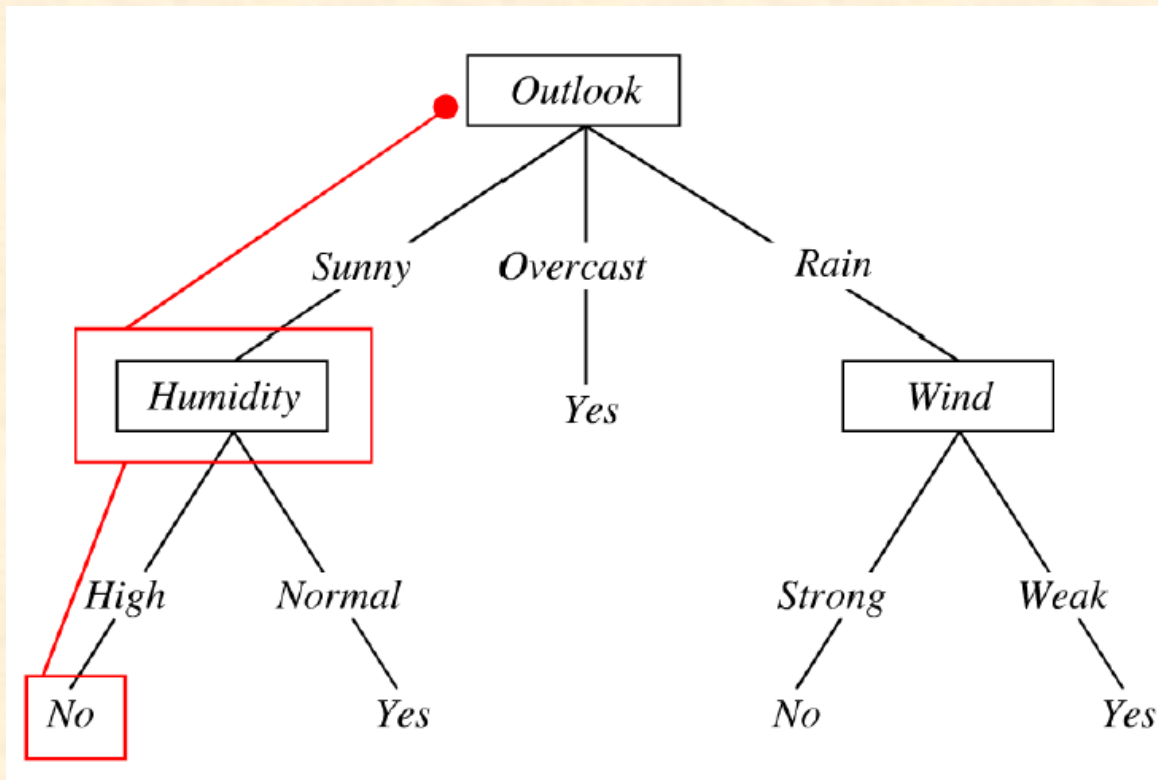 Outlook
Sunny Overcast Rain
Humidity Yes Wind
High Normal Strong Weak
No Yes No Yes